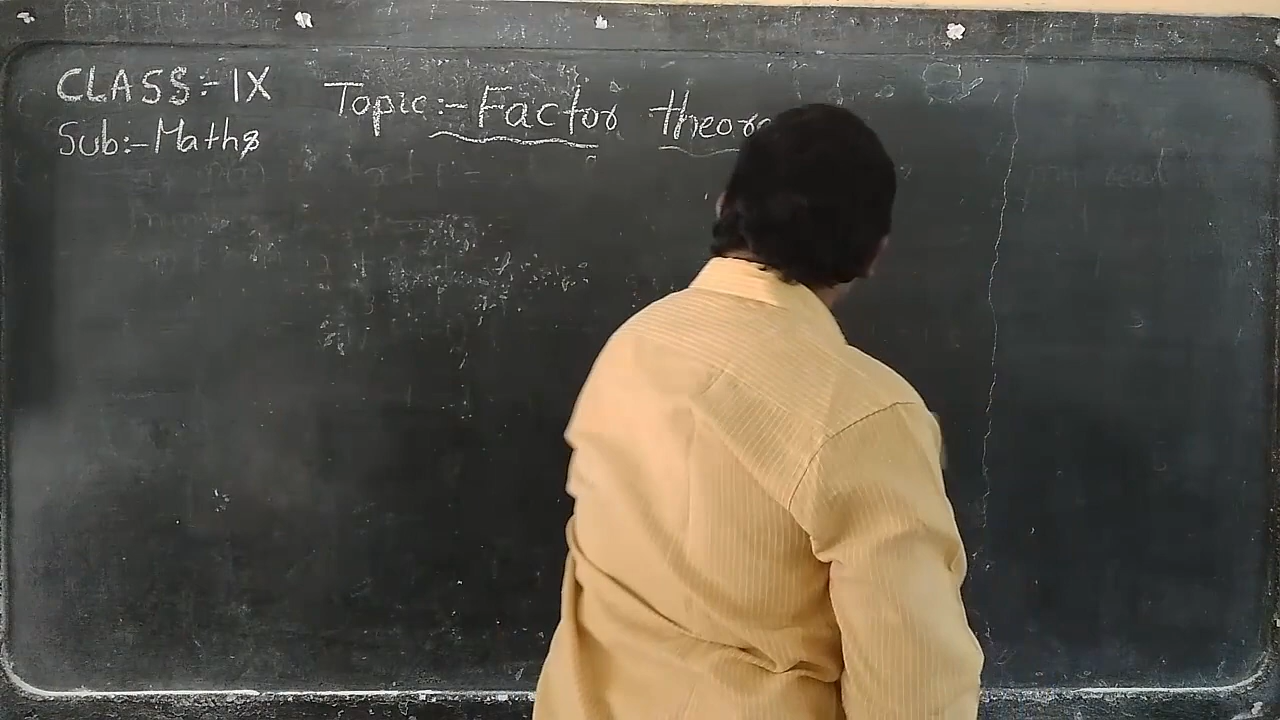 CLASS:- IX Topic:- Factor theore
Sub:- Maths